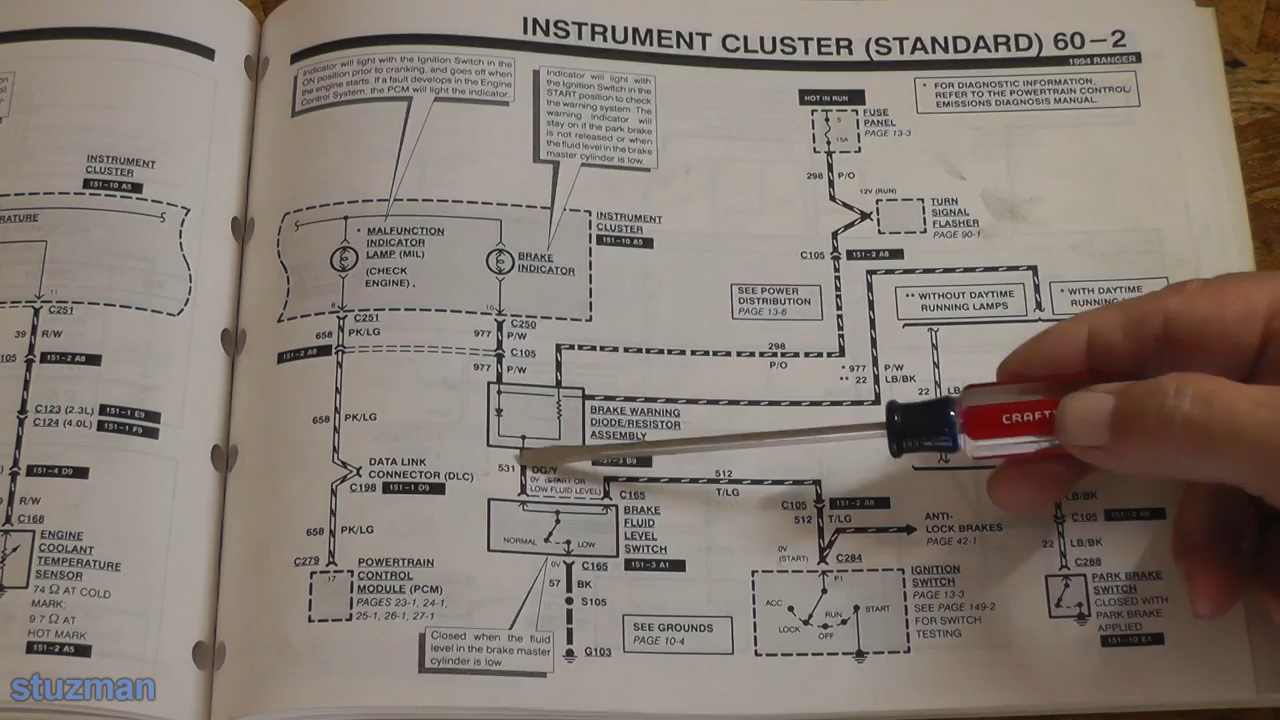 INSTRUMENT CLUSTER (STANDARD) 60-2
1994 RANGER
Indicator will light with the Ignition Switch in the
ON position prior to cranking, and goes off when
the engine starts. If a fault develops in the Engine
Control System, the PCM will light the indicator.
Indicator will light with
the Ignition Switch in the
START position to check
the warning system. The
warning indicator will
stay on if the park brake
is not released or when
the fluid level in the brake
master cylinder is low.
HOT IN RUN
5
15A
FUSE
PANEL
PAGE 13-3
* FOR DIAGNOSTIC INFORMATION,
REFER TO THE POWERTRAIN CONTROL/
EMISSIONS DIAGNOSIS MANUAL.
298 P/O
12V (RUN)
TURN
SIGNAL
FLASHER
PAGE 90-1
C105 151-2 A8
INSTRUMENT
CLUSTER
151-10 A5
RATURE
11
C251
39 R/W
105 151-2 A8
C123 (2.3L) 151-1 E9
C124 (4.0L) 151-1 F9
151-4 D9
R/W
C168
ENGINE
COOLANT
TEMPERATURE
SENSOR
74 Ω AT COLD
MARK;
9.7 Ω AT
HOT MARK
151-2 A5
* MALFUNCTION
INDICATOR
LAMP (MIL)
(CHECK
ENGINE).
BRAKE
INDICATOR
INSTRUMENT
CLUSTER
151-10 A5
6
C251
10
C250
658 PK/LG
977 P/W
151-2 A8
C105
977 P/W
658 PK/LG
DATA LINK
CONNECTOR (DLC)
C198 151-1 D9
658 PK/LG
C279
17
POWERTRAIN
CONTROL
MODULE (PCM)
PAGES 23-1, 24-1,
25-1, 26-1, 27-1
SEE POWER
DISTRIBUTION
PAGE 13-6
298
P/O
** WITHOUT DAYTIME
RUNNING LAMPS
* WITH DAYTIME
RUNNING
* 977 P/W
** 22 LB/BK
22
BRAKE WARNING
DIODE/RESISTOR
ASSEMBLY
151-3 B9
531 DG/Y
0V (START OR
LOW FLUID LEVEL)
C165
512
T/LG
BRAKE
FLUID
LEVEL
SWITCH
151-3 A1
NORMAL
LOW
0V
C165
57 BK
S105
G103
Closed when the fluid
level in the brake master
cylinder is low.
SEE GROUNDS
PAGE 10-4
C105 151-2 A8
512 T/LG
ANTI-
LOCK BRAKES
PAGE 42-1
0V
(START)
C284
P1
ACC
LOCK
RUN
OFF
START
IGNITION
SWITCH
PAGE 13-3
SEE PAGE 149-2
FOR SWITCH
TESTING
LB/BK
C105
22 LB/BK
C288
PARK BRAKE
SWITCH
CLOSED WITH
PARK BRAKE
APPLIED
151-10 E1
stuzman